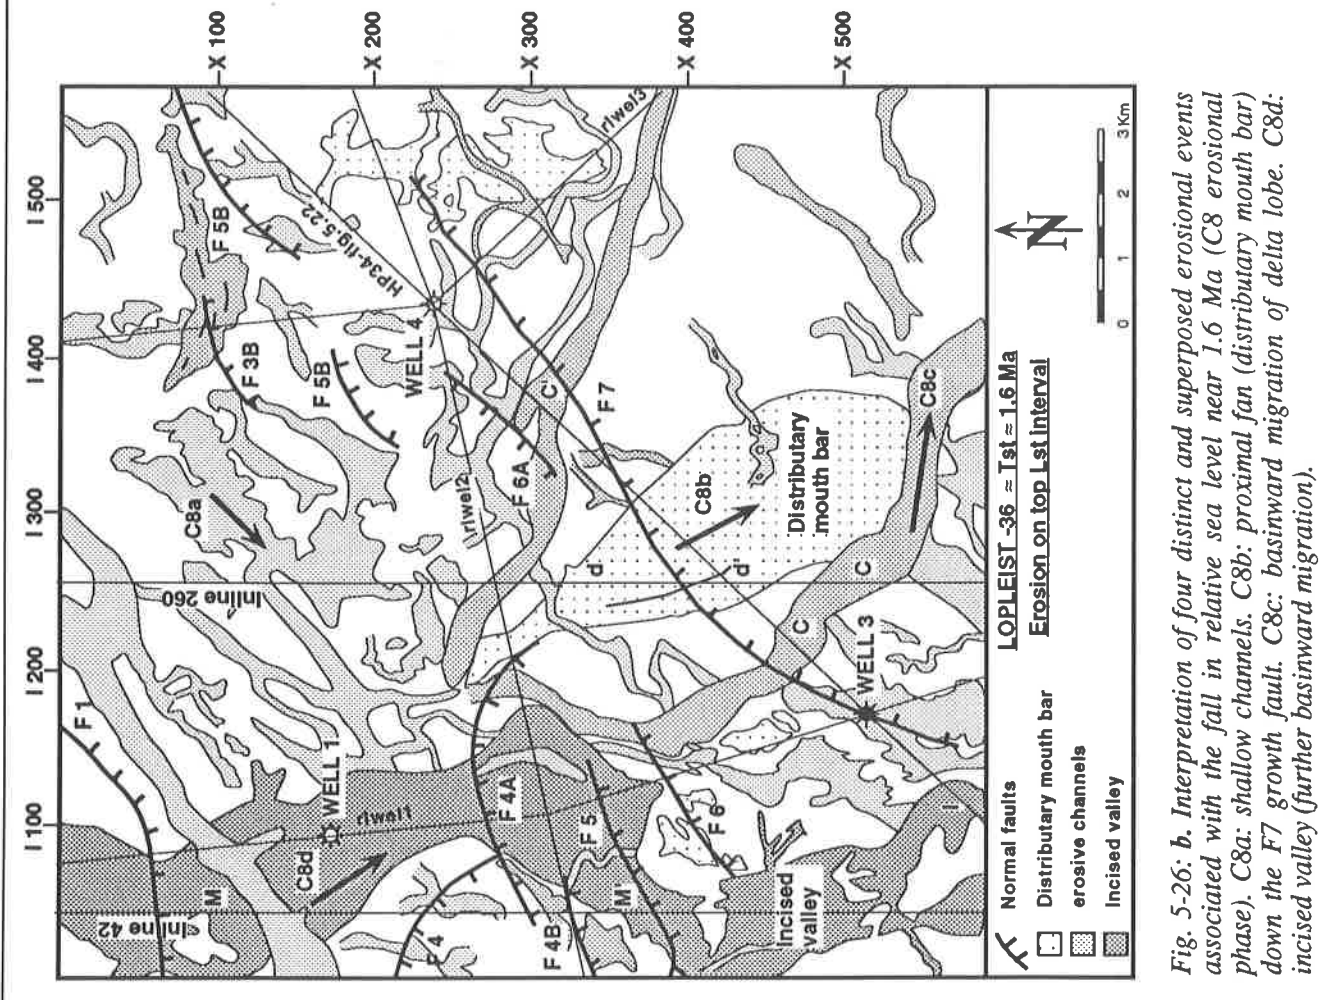 I 100
I 200
I 300
I 400
I 500
X 100
X 200
X 300
X 400
X 500
F 1
Inline 260
C8a
F 3B
F 5B
F 5B
HP34-fig.5.22
WELL 4
rlwel3
rlwel2
F 6A
C'
F 7
Inline 42
M
WELL 1
C8d
rlwel1
F 4
F 4A
F 4B
F 5
M'
F 6
Incised
valley
d
d'
C8b
Distributary
mouth bar
C
C
C8c
WELL 3
I
Normal faults
Distributary mouth bar
erosive channels
Incised valley
LOPLEIST -36 ≈ Tst ≈ 1.6 Ma
Erosion on top Lst Interval
N
0 1 2 3 Km
Fig. 5-26: b. Interpretation of four distinct and superposed erosional events
associated with the fall in relative sea level near 1.6 Ma (C8 erosional
phase). C8a: shallow channels. C8b: proximal fan (distributary mouth bar)
down the F7 growth fault. C8c: basinward migration of delta lobe. C8d:
incised valley (further basinward migration).